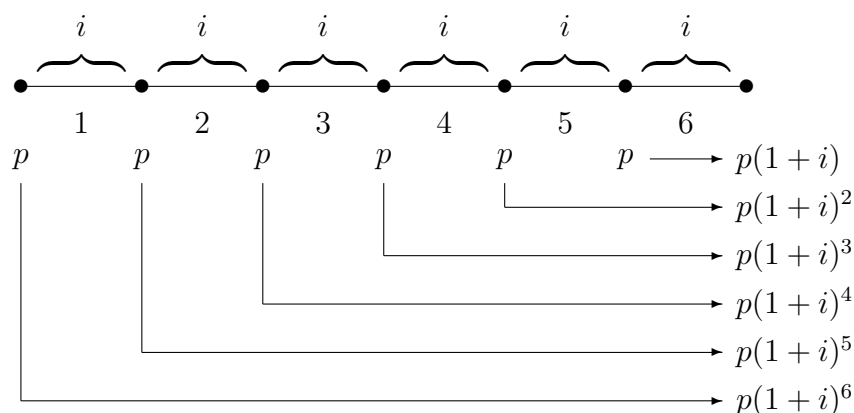 i i i i i i
1 2 3 4 5 6
p p p p p p p(1 + i)
p(1 + i)²
p(1 + i)³
p(1 + i)⁴
p(1 + i)⁵
p(1 + i)⁶